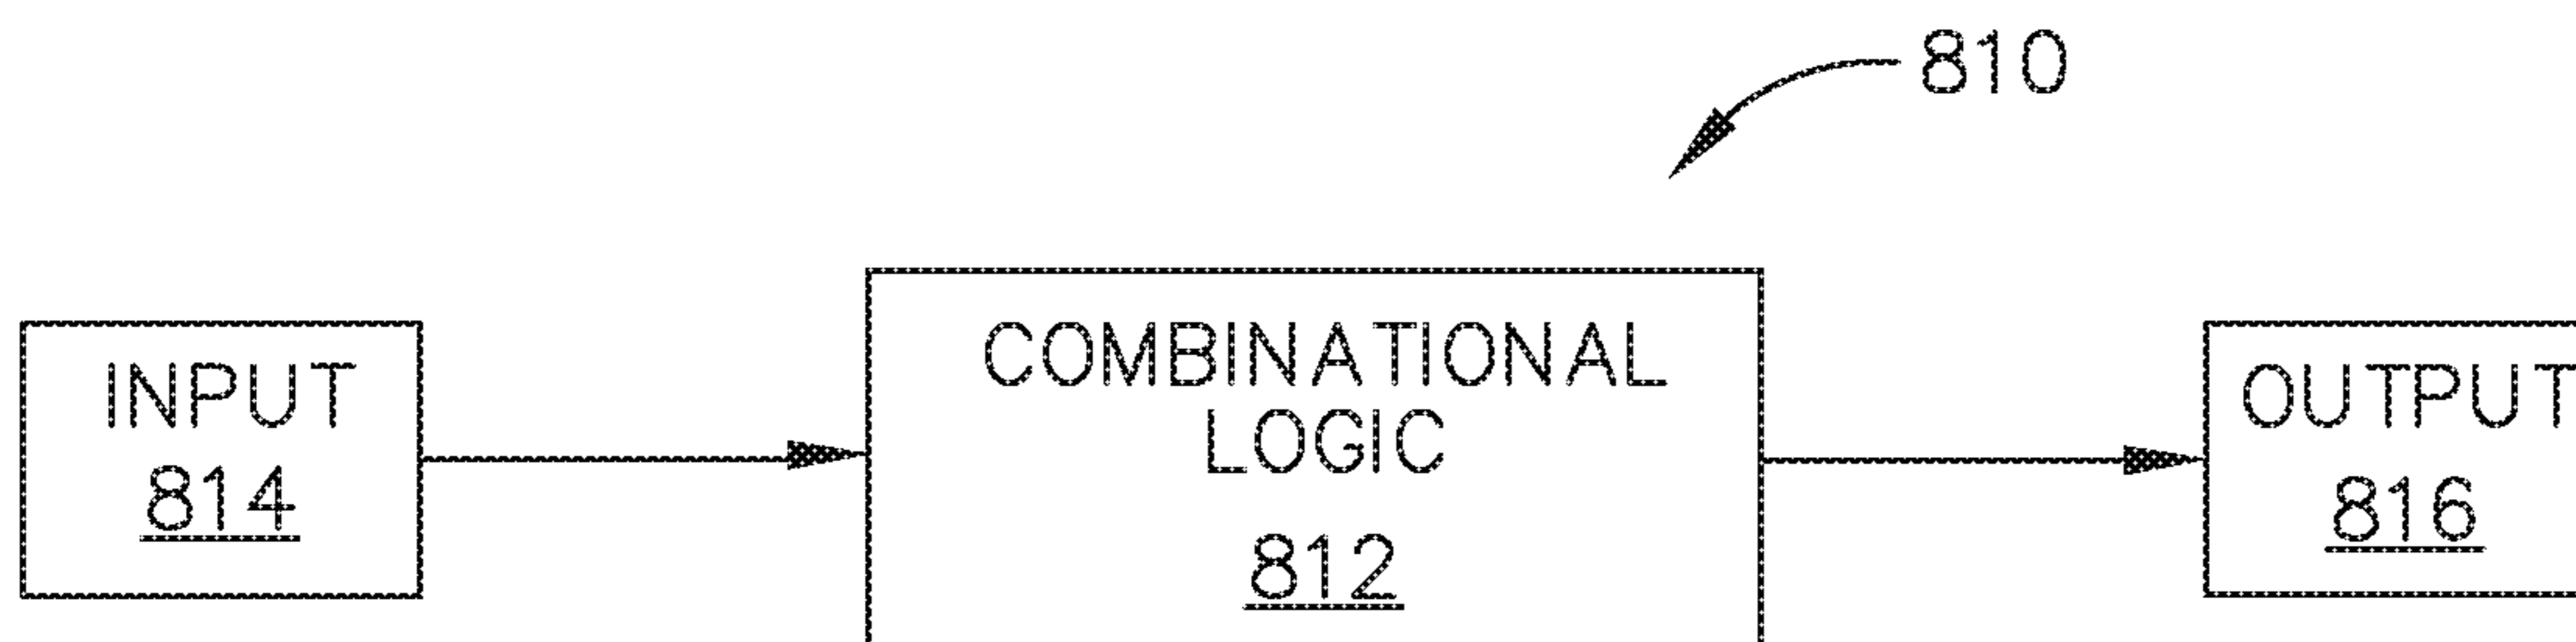 810
INPUT
814
COMBINATIONAL
LOGIC
812
OUTPUT
816